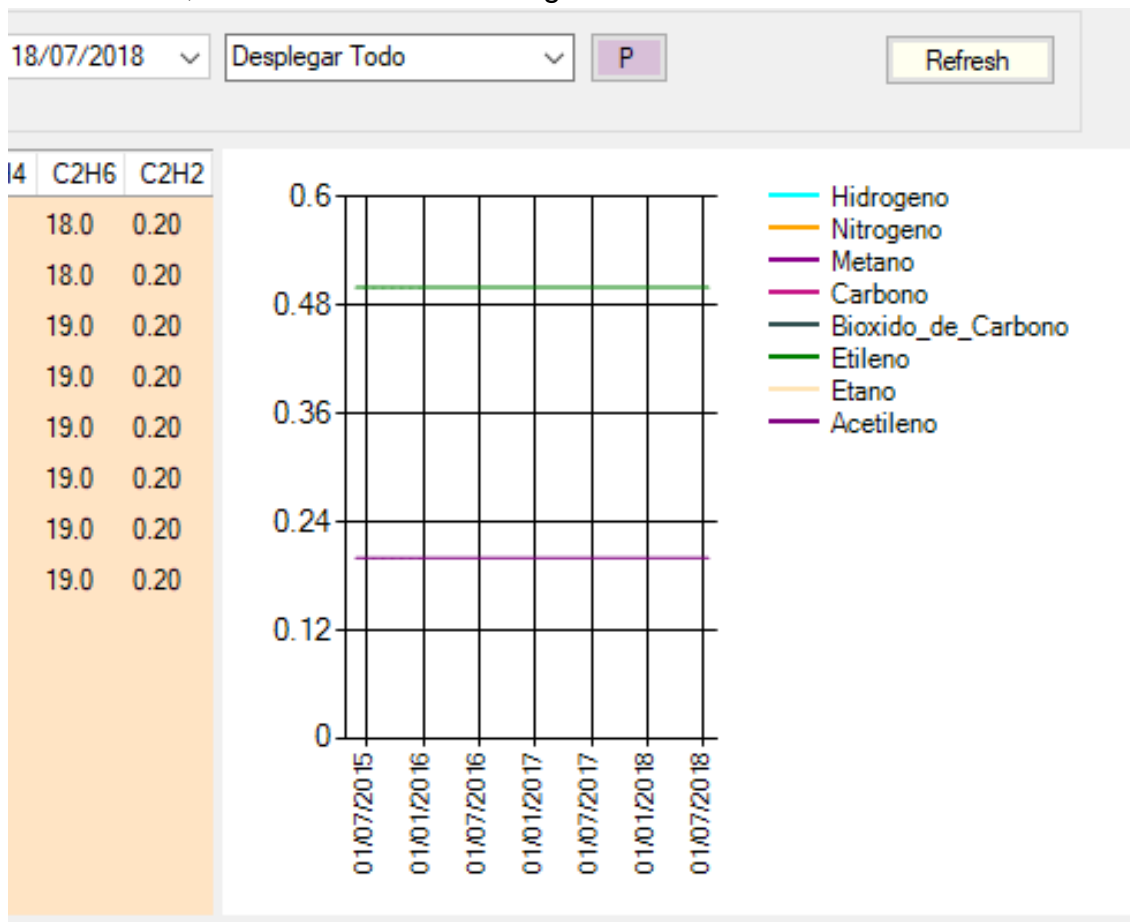 18/07/2018 Desplegar Todo P Refresh
C2H6 C2H2
18.0 0.20
18.0 0.20
19.0 0.20
19.0 0.20
19.0 0.20
19.0 0.20
19.0 0.20
19.0 0.20
0.6
0.48
0.36
0.24
0.12
0
01/07/2015
01/01/2016
01/07/2016
01/01/2017
01/07/2017
01/01/2018
01/07/2018
Hidrogeno
Nitrogeno
Metano
Carbono
Bioxido_de_Carbono
Etileno
Etano
Acetileno